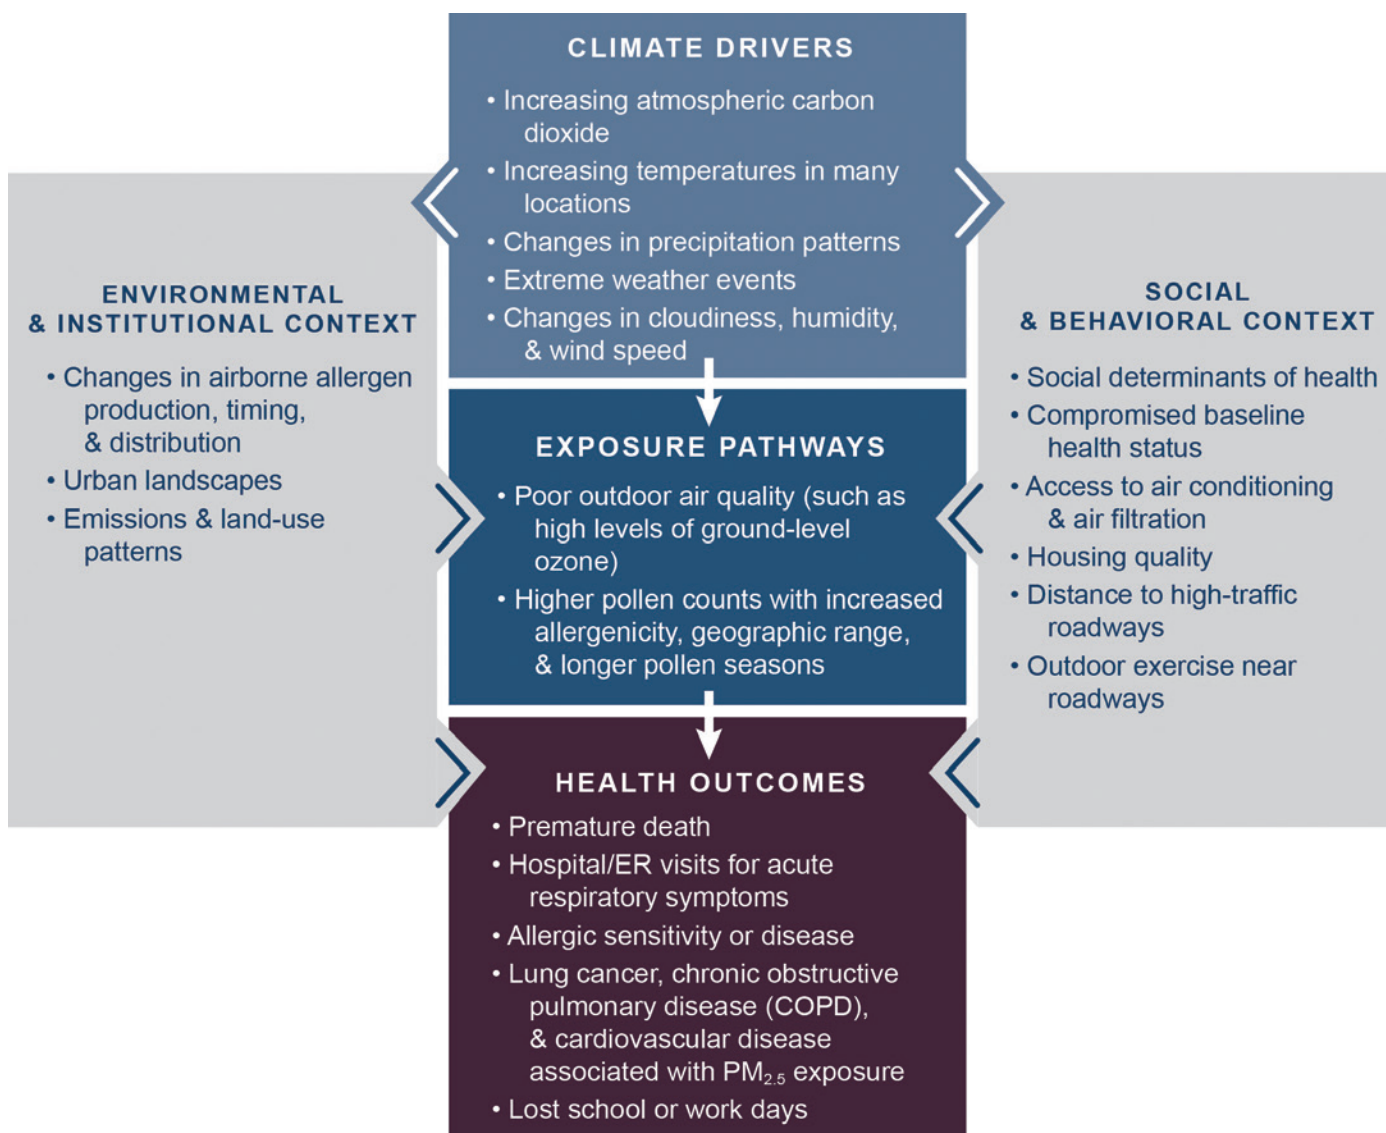 CLIMATE DRIVERS
• Increasing atmospheric carbon
dioxide
• Increasing temperatures in many
locations
• Changes in precipitation patterns
• Extreme weather events
• Changes in cloudiness, humidity,
& wind speed
ENVIRONMENTAL
& INSTITUTIONAL CONTEXT
• Changes in airborne allergen
production, timing,
& distribution
• Urban landscapes
• Emissions & land-use
patterns
SOCIAL
& BEHAVIORAL CONTEXT
• Social determinants of health
• Compromised baseline
health status
• Access to air conditioning
& air filtration
• Housing quality
• Distance to high-traffic
roadways
• Outdoor exercise near
roadways
EXPOSURE PATHWAYS
• Poor outdoor air quality (such as
high levels of ground-level
ozone)
• Higher pollen counts with increased
allergenicity, geographic range,
& longer pollen seasons
HEALTH OUTCOMES
• Premature death
• Hospital/ER visits for acute
respiratory symptoms
• Allergic sensitivity or disease
• Lung cancer, chronic obstructive
pulmonary disease (COPD),
& cardiovascular disease
associated with PM2.5 exposure
• Lost school or work days